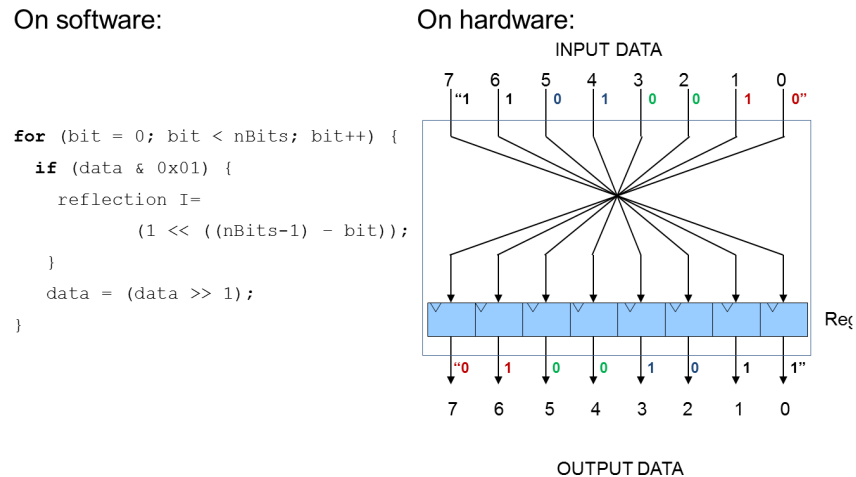 On software:
for (bit = 0; bit < nBits; bit++) {
if (data & 0x01) {
reflection I=
(1 << ((nBits-1) – bit));
}
data = (data >> 1);
}
On hardware:
INPUT DATA
7 6 5 4 3 2 1 0
“1 1 0 1 0 0 1 0”
Reg
“0 1 0 0 1 0 1 1”
7 6 5 4 3 2 1 0
OUTPUT DATA